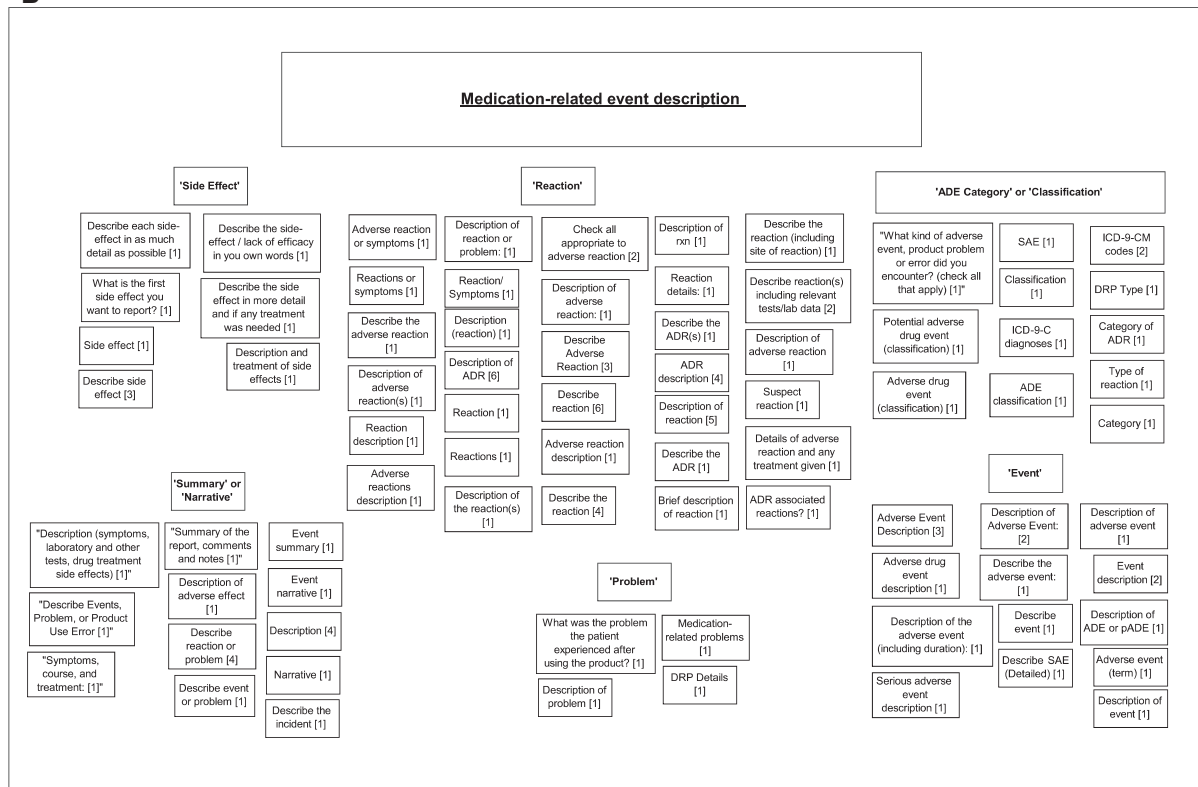 Medication-related event description
'Side Effect'
Describe each side-
effect in as much
detail as possible [1]
What is the first
side effect you
want to report? [1]
Side effect [1]
Describe side
effect [3]
Describe the side-
effect / lack of efficacy
in you own words [1]
Describe the side
effect in more detail
and if any treatment
was needed [1]
Description and
treatment of side
effects [1]
'Reaction'
Adverse reaction
or symptoms [1]
Reactions or
symptoms [1]
Describe the
adverse reaction
[1]
Description of
adverse
reaction(s) [1]
Reaction
description [1]
Adverse
reactions
description [1]
Description of
reaction or
problem: [1]
Reaction/
Symptoms [1]
Description
(reaction) [1]
Description of
ADR [6]
Reaction [1]
Reactions [1]
Description of
the reaction(s)
[1]
Check all
appropriate to
adverse reaction [2]
Description of
adverse
reaction: [1]
Describe
Adverse
Reaction [3]
Describe
reaction [6]
Adverse reaction
description [1]
Describe the
reaction [4]
Description of
rxn [1]
Reaction
details: [1]
Describe the
ADR(s) [1]
ADR
description [4]
Description of
reaction [5]
Describe the
ADR [1]
Brief description
of reaction [1]
Describe the
reaction (including
site of reaction) [1]
Describe reaction(s)
including relevant
tests/lab data [2]
Description of
adverse reaction
[1]
Suspect
reaction [1]
Details of adverse
reaction and any
treatment given [1]
ADR associated
reactions? [1]
'ADE Category' or 'Classification'
"What kind of adverse
event, product problem
or error did you
encounter? (check all
that apply) [1]"
Potential adverse
drug event
(classification) [1]
Adverse drug
event
(classification) [1]
SAE [1]
Classification
[1]
ICD-9-C
diagnoses [1]
ADE
classification [1]
ICD-9-CM
codes [2]
DRP Type [1]
Category of
ADR [1]
Type of
reaction [1]
Category [1]
'Summary' or
'Narrative'
"Description (symptoms,
laboratory and other
tests, drug treatment
side effects) [1]"
"Describe Events,
Problem, or Product
Use Error [1]"
"Symptoms,
course, and
treatment: [1]"
"Summary of the
report, comments
and notes [1]"
Description of
adverse effect
[1]
Describe
reaction or
problem [4]
Describe event
or problem [1]
Event
summary [1]
Event
narrative [1]
Description [4]
Narrative [1]
Describe the
incident [1]
'Problem'
What was the problem
the patient
experienced after
using the product? [1]
Description of
problem [1]
Medication-
related problems
[1]
DRP Details
[1]
'Event'
Adverse Event
Description [3]
Adverse drug
event
description [1]
Description of the
adverse event
(including duration): [1]
Serious adverse
event
description [1]
Description of
Adverse Event:
[2]
Describe the
adverse event:
[1]
Describe
event [1]
Describe SAE
(Detailed) [1]
Description of
adverse event
[1]
Event
description [2]
Description of
ADE or pADE [1]
Adverse event
(term) [1]
Description of
event [1]